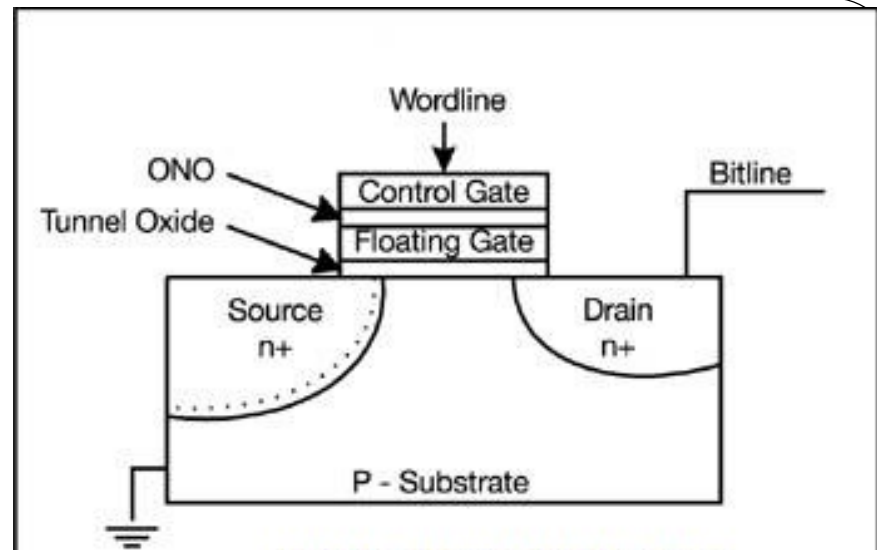 Wordline
ONO
Control Gate
Bitline
Tunnel Oxide
Floating Gate
Source
n+
Drain
n+
P - Substrate